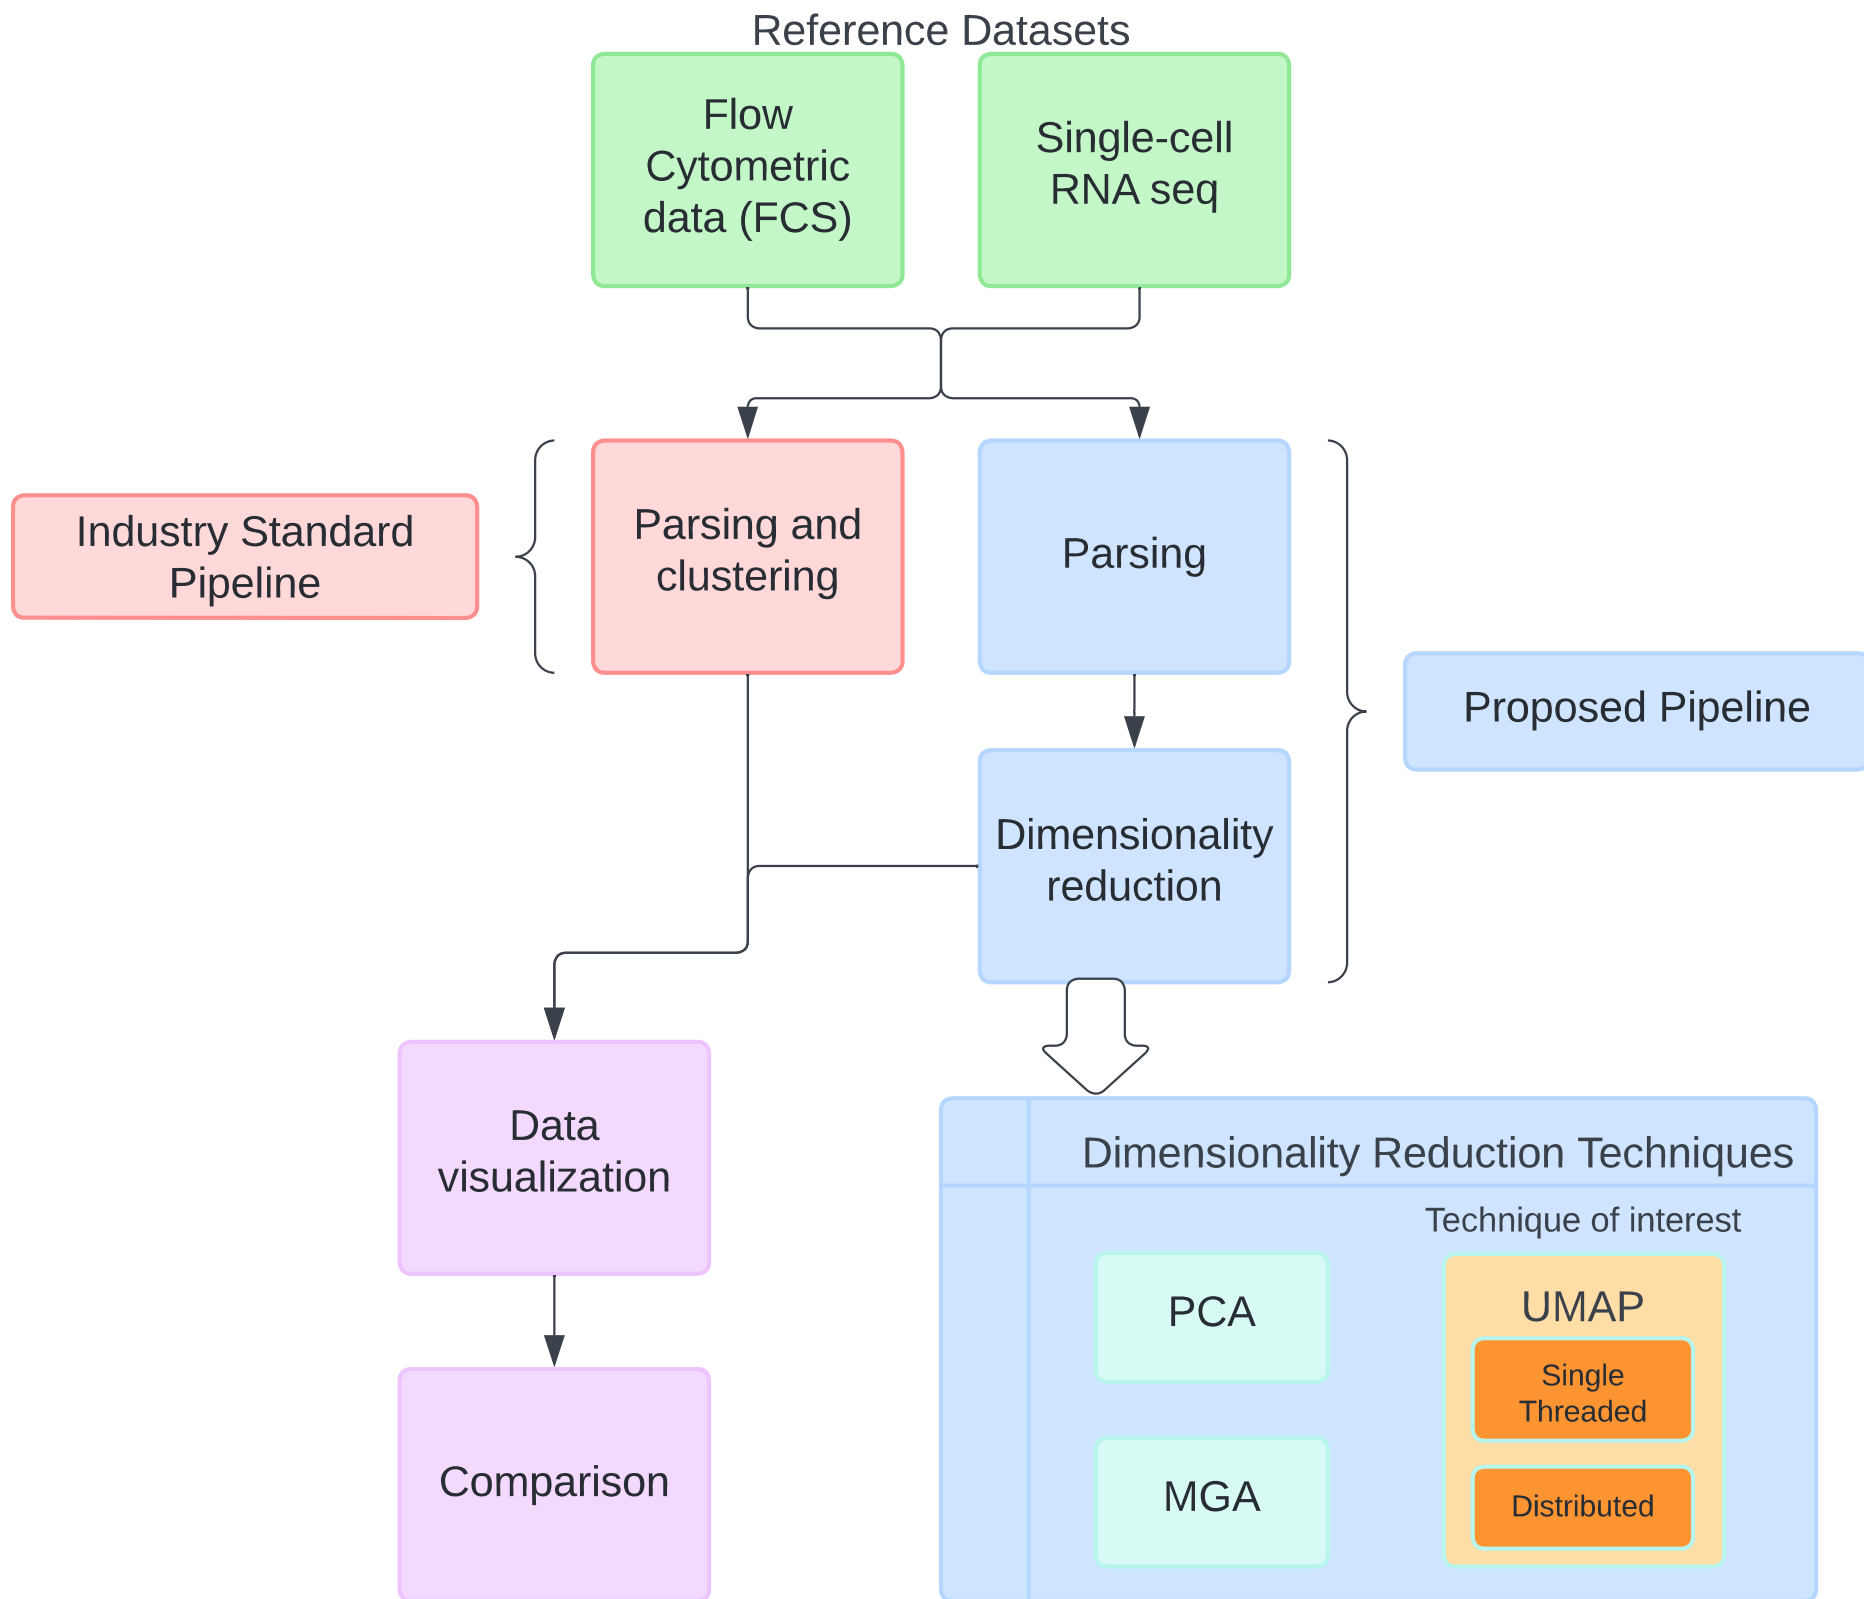 Reference Datasets
Flow
Cytometric
data (FCS)
Single-cell
RNA seq
Industry Standard
Pipeline
Parsing and
clustering
Parsing
Proposed Pipeline
Dimensionality
reduction
Data
visualization
Comparison
Dimensionality Reduction Techniques
Technique of interest
PCA
MGA
UMAP
Single
Threaded
Distributed